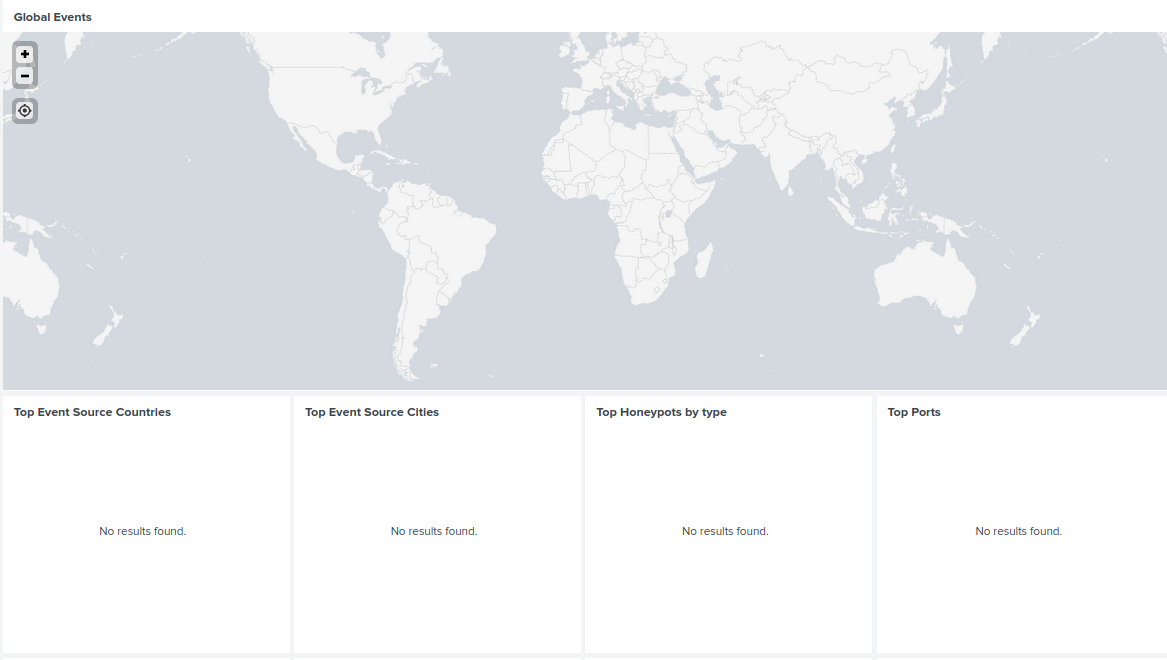 Global Events
+
−
Top Event Source Countries
Top Event Source Cities
Top Honeypots by type
Top Ports
No results found.
No results found.
No results found.
No results found.